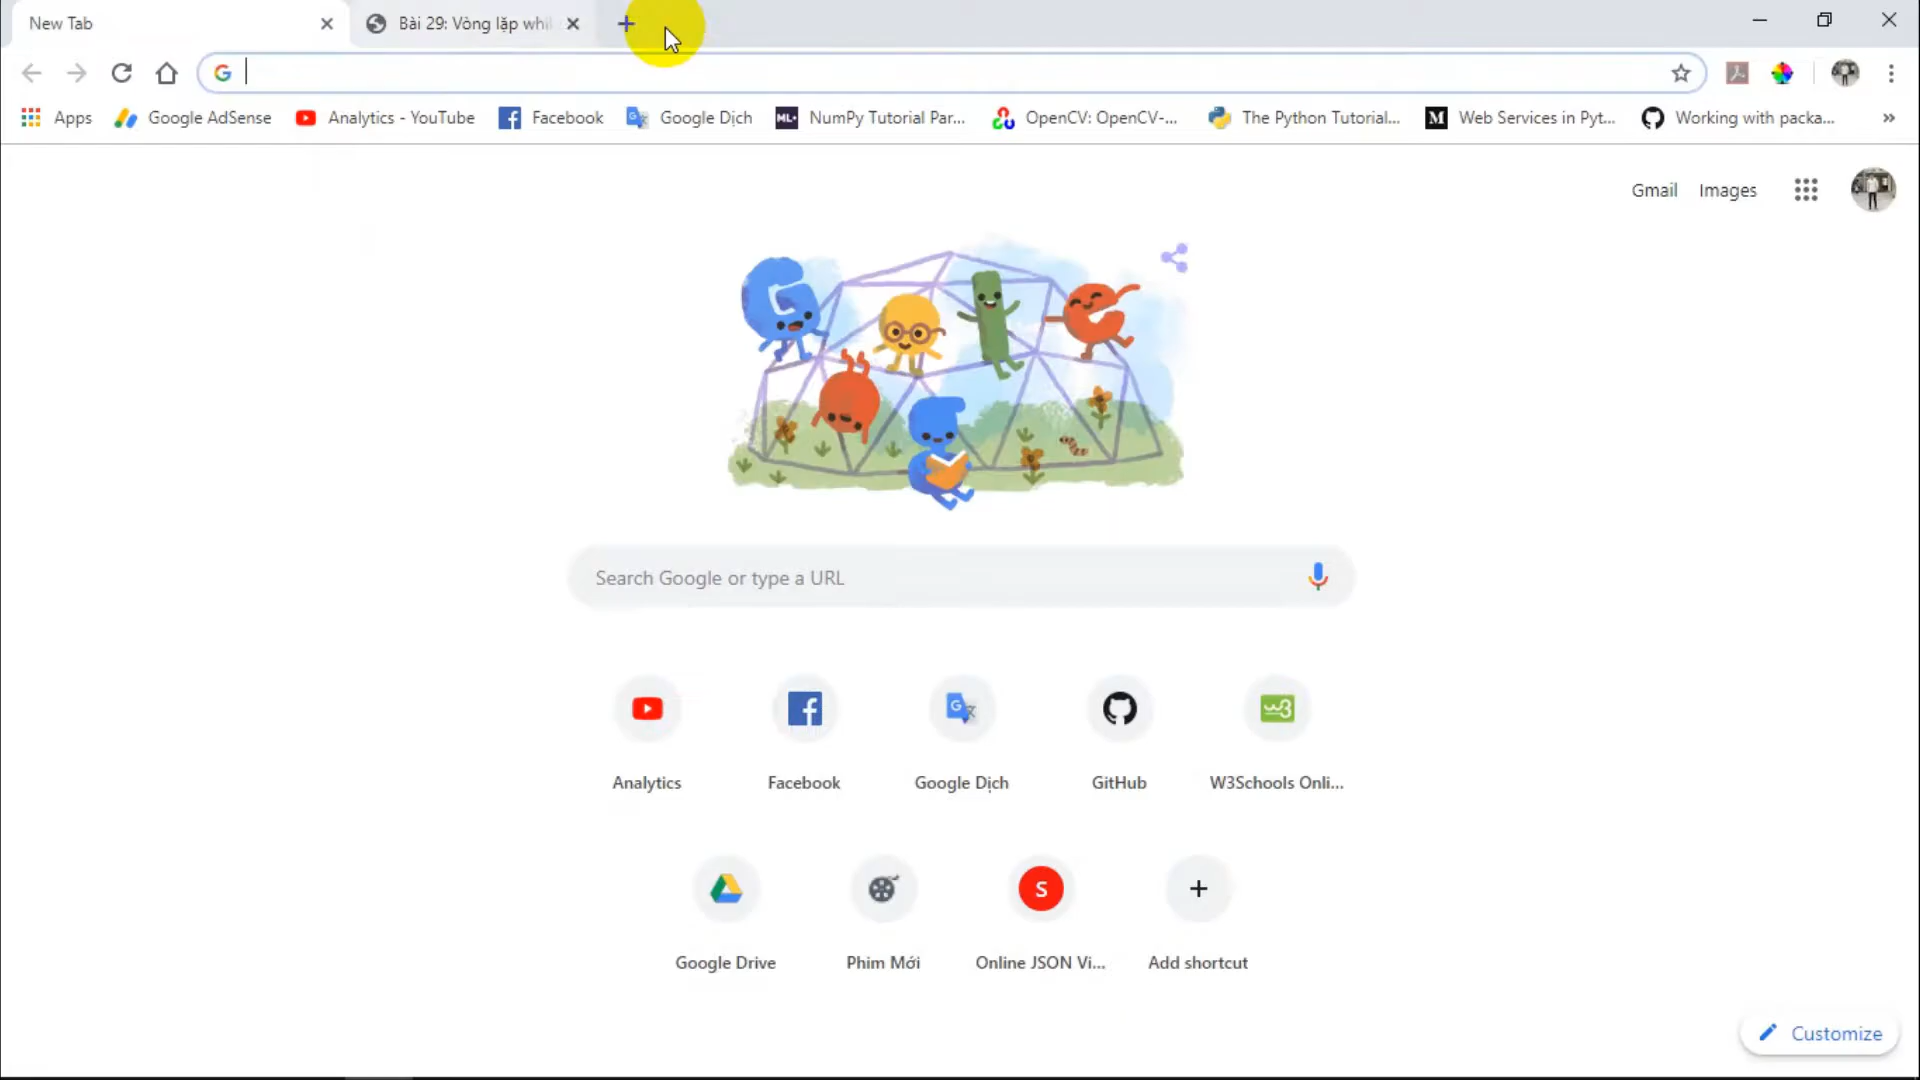 New Tab
Bài 29: Vòng lặp whil
Apps
Google AdSense
Analytics - YouTube
Facebook
Google Dịch
ML+
NumPy Tutorial Par...
OpenCV: OpenCV-...
The Python Tutorial...
M
Web Services in Pyt...
Working with packa...
»
Gmail
Images
Search Google or type a URL
Analytics
Facebook
Google Dịch
GitHub
W3Schools Onli...
Google Drive
Phim Mới
S
Online JSON Vi...
Add shortcut
Customize